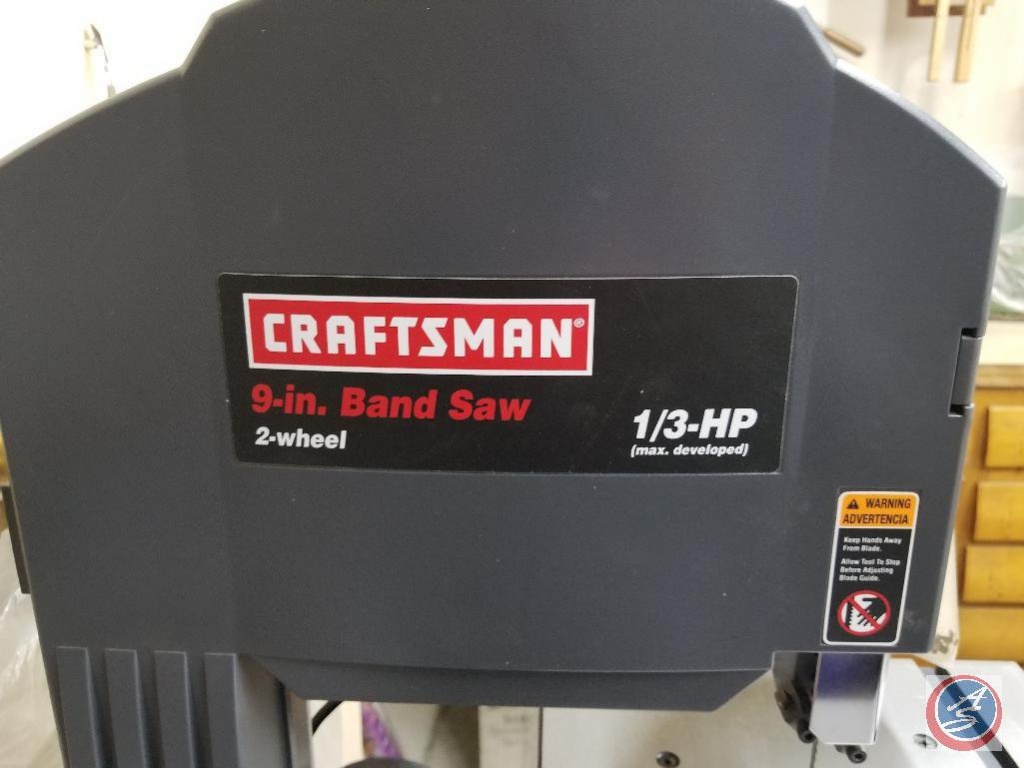 CRAFTSMAN®
9-in. Band Saw
2-wheel
1/3-HP
(max. developed)
WARNING
ADVERTENCIA
Keep Hands Away
From Blade.
Allow Tool To Stop
Before Adjusting
Blade Guide.
AS